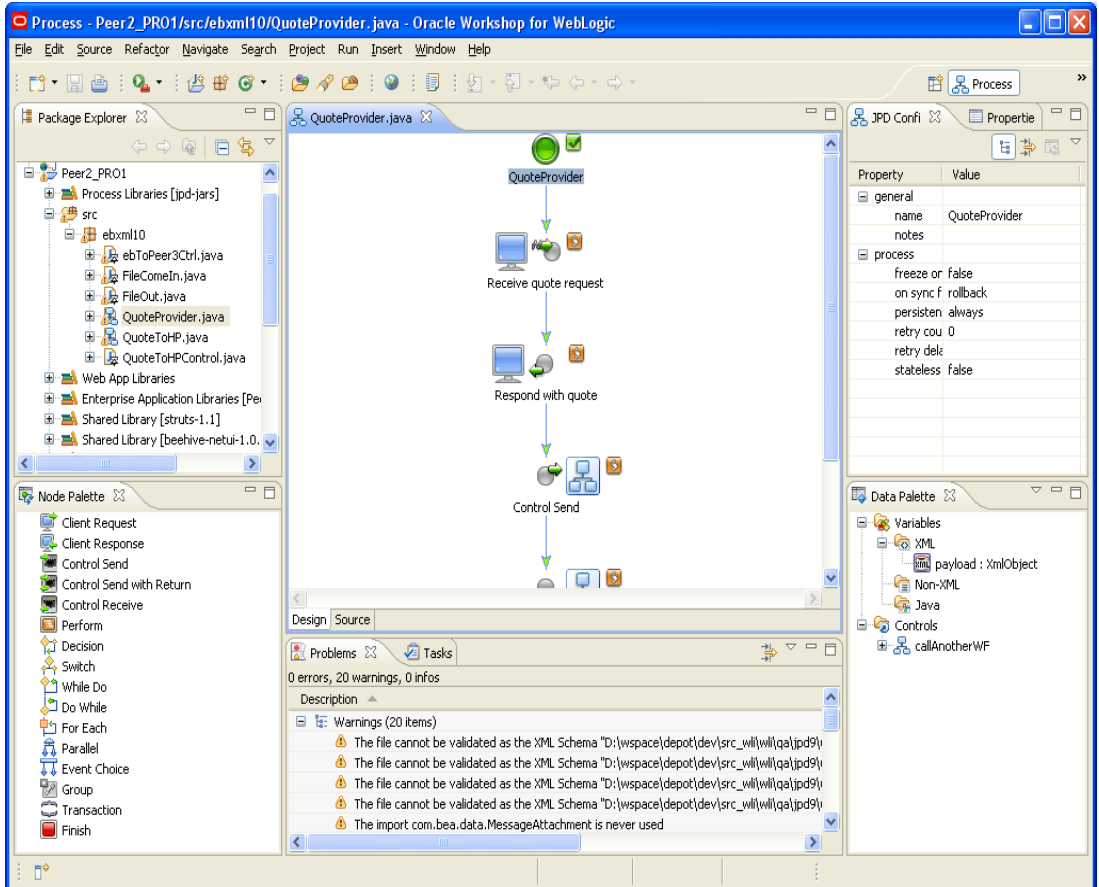 Process - Peer2_PRO1/src/ebxml10/QuoteProvider.java - Oracle Workshop for WebLogic
File Edit Source Refactor Navigate Search Project Run Insert Window Help
Process
Package Explorer
Peer2_PRO1
Process Libraries [jpd-jars]
src
ebxml10
ebToPeer3Ctrl.java
FileComeIn.java
FileOut.java
QuoteProvider.java
QuoteToHP.java
QuoteToHPControl.java
Web App Libraries
Enterprise Application Libraries [Pe
Shared Library [struts-1.1]
Shared Library [beehive-netui-1.0.
QuoteProvider.java
QuoteProvider
Receive quote request
Respond with quote
Control Send
Design Source
JPD Confi Propertie
Property Value
general
name QuoteProvider
notes
process
freeze or false
on sync f rollback
persisten always
retry cou 0
retry dela
stateless false
Node Palette
Client Request
Client Response
Control Send
Control Send with Return
Control Receive
Perform
Decision
Switch
While Do
Do While
For Each
Parallel
Event Choice
Group
Transaction
Finish
Problems Tasks
0 errors, 20 warnings, 0 infos
Description
Warnings (20 items)
The file cannot be validated as the XML Schema "D:\wspace\depot\dev\src_wli\wli\qa\jpd9\
The file cannot be validated as the XML Schema "D:\wspace\depot\dev\src_wli\wli\qa\jpd9\
The file cannot be validated as the XML Schema "D:\wspace\depot\dev\src_wli\wli\qa\jpd9\
The file cannot be validated as the XML Schema "D:\wspace\depot\dev\src_wli\wli\qa\jpd9\
The import com.bea.data.MessageAttachment is never used
Data Palette
Variables
XML
payload : XmlObject
Non-XML
Java
Controls
callAnotherWF